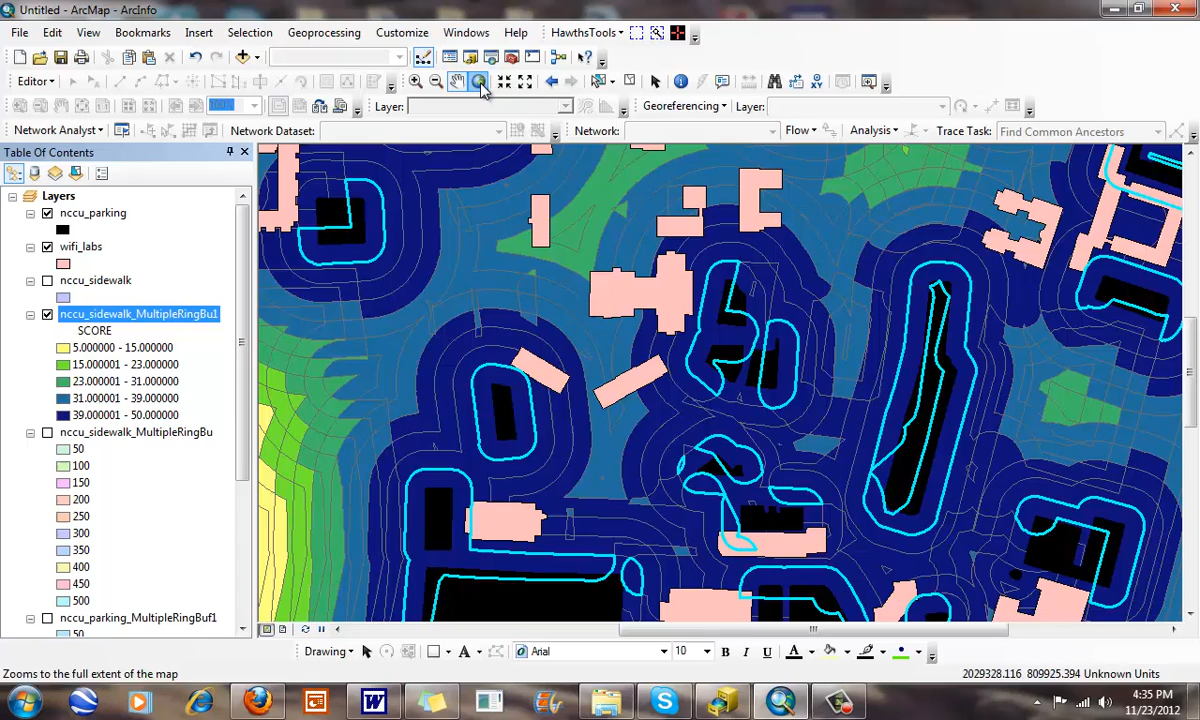 Untitled - ArcMap - ArcInfo
File Edit View Bookmarks Insert Selection Geoprocessing Customize Windows Help HawthsTools
Editor
100%
Layer: Georeferencing Layer:
Network Analyst Network Dataset: Network: Flow Analysis Trace Task: Find Common Ancestors
Table Of Contents
Layers
nccu_parking
wifi_labs
nccu_sidewalk
nccu_sidewalk_MultipleRingBu1
SCORE
5.000000 - 15.000000
15.000001 - 23.000000
23.000001 - 31.000000
31.000001 - 39.000000
39.000001 - 50.000000
nccu_sidewalk_MultipleRingBu
50
100
150
200
250
300
350
400
450
500
nccu_parking_MultipleRingBuf1
50
Drawing A Arial 10 B I U A
Zooms to the full extent of the map 2029328.116 809925.394 Unknown Units
4:35 PM
11/23/2012